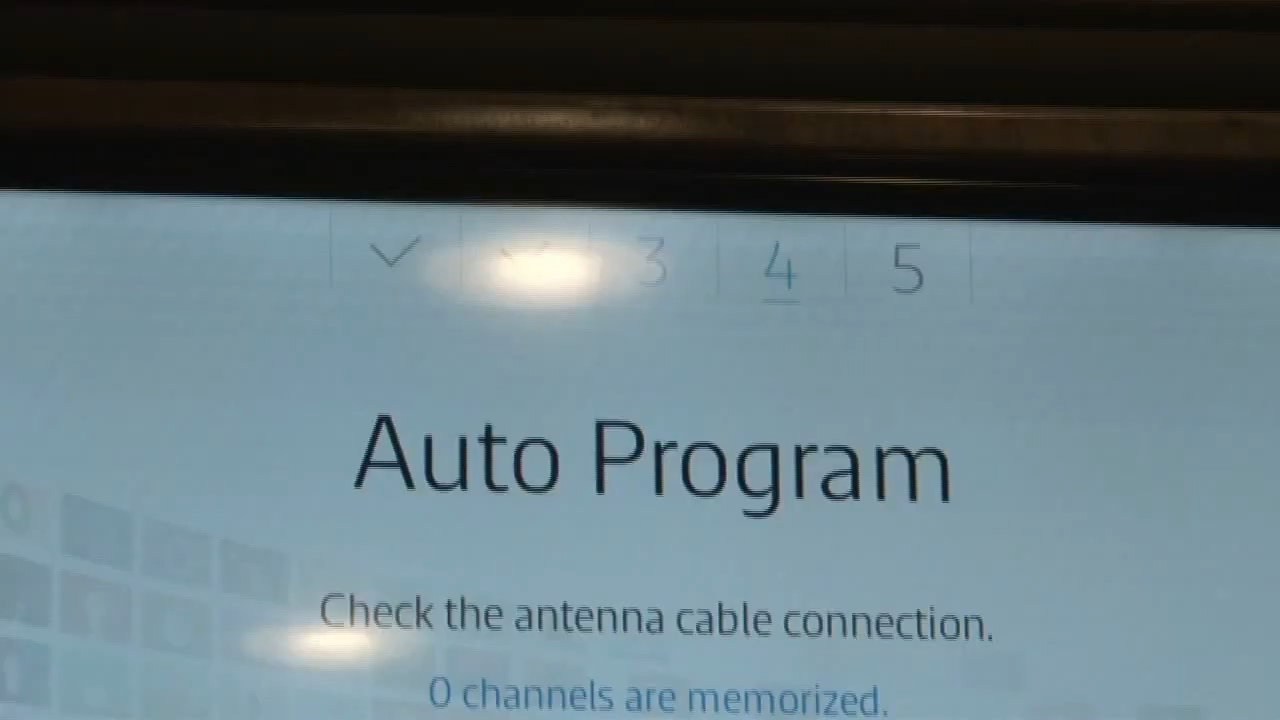 3 4 5
Auto Program
Check the antenna cable connection.
0 channels are memorized.